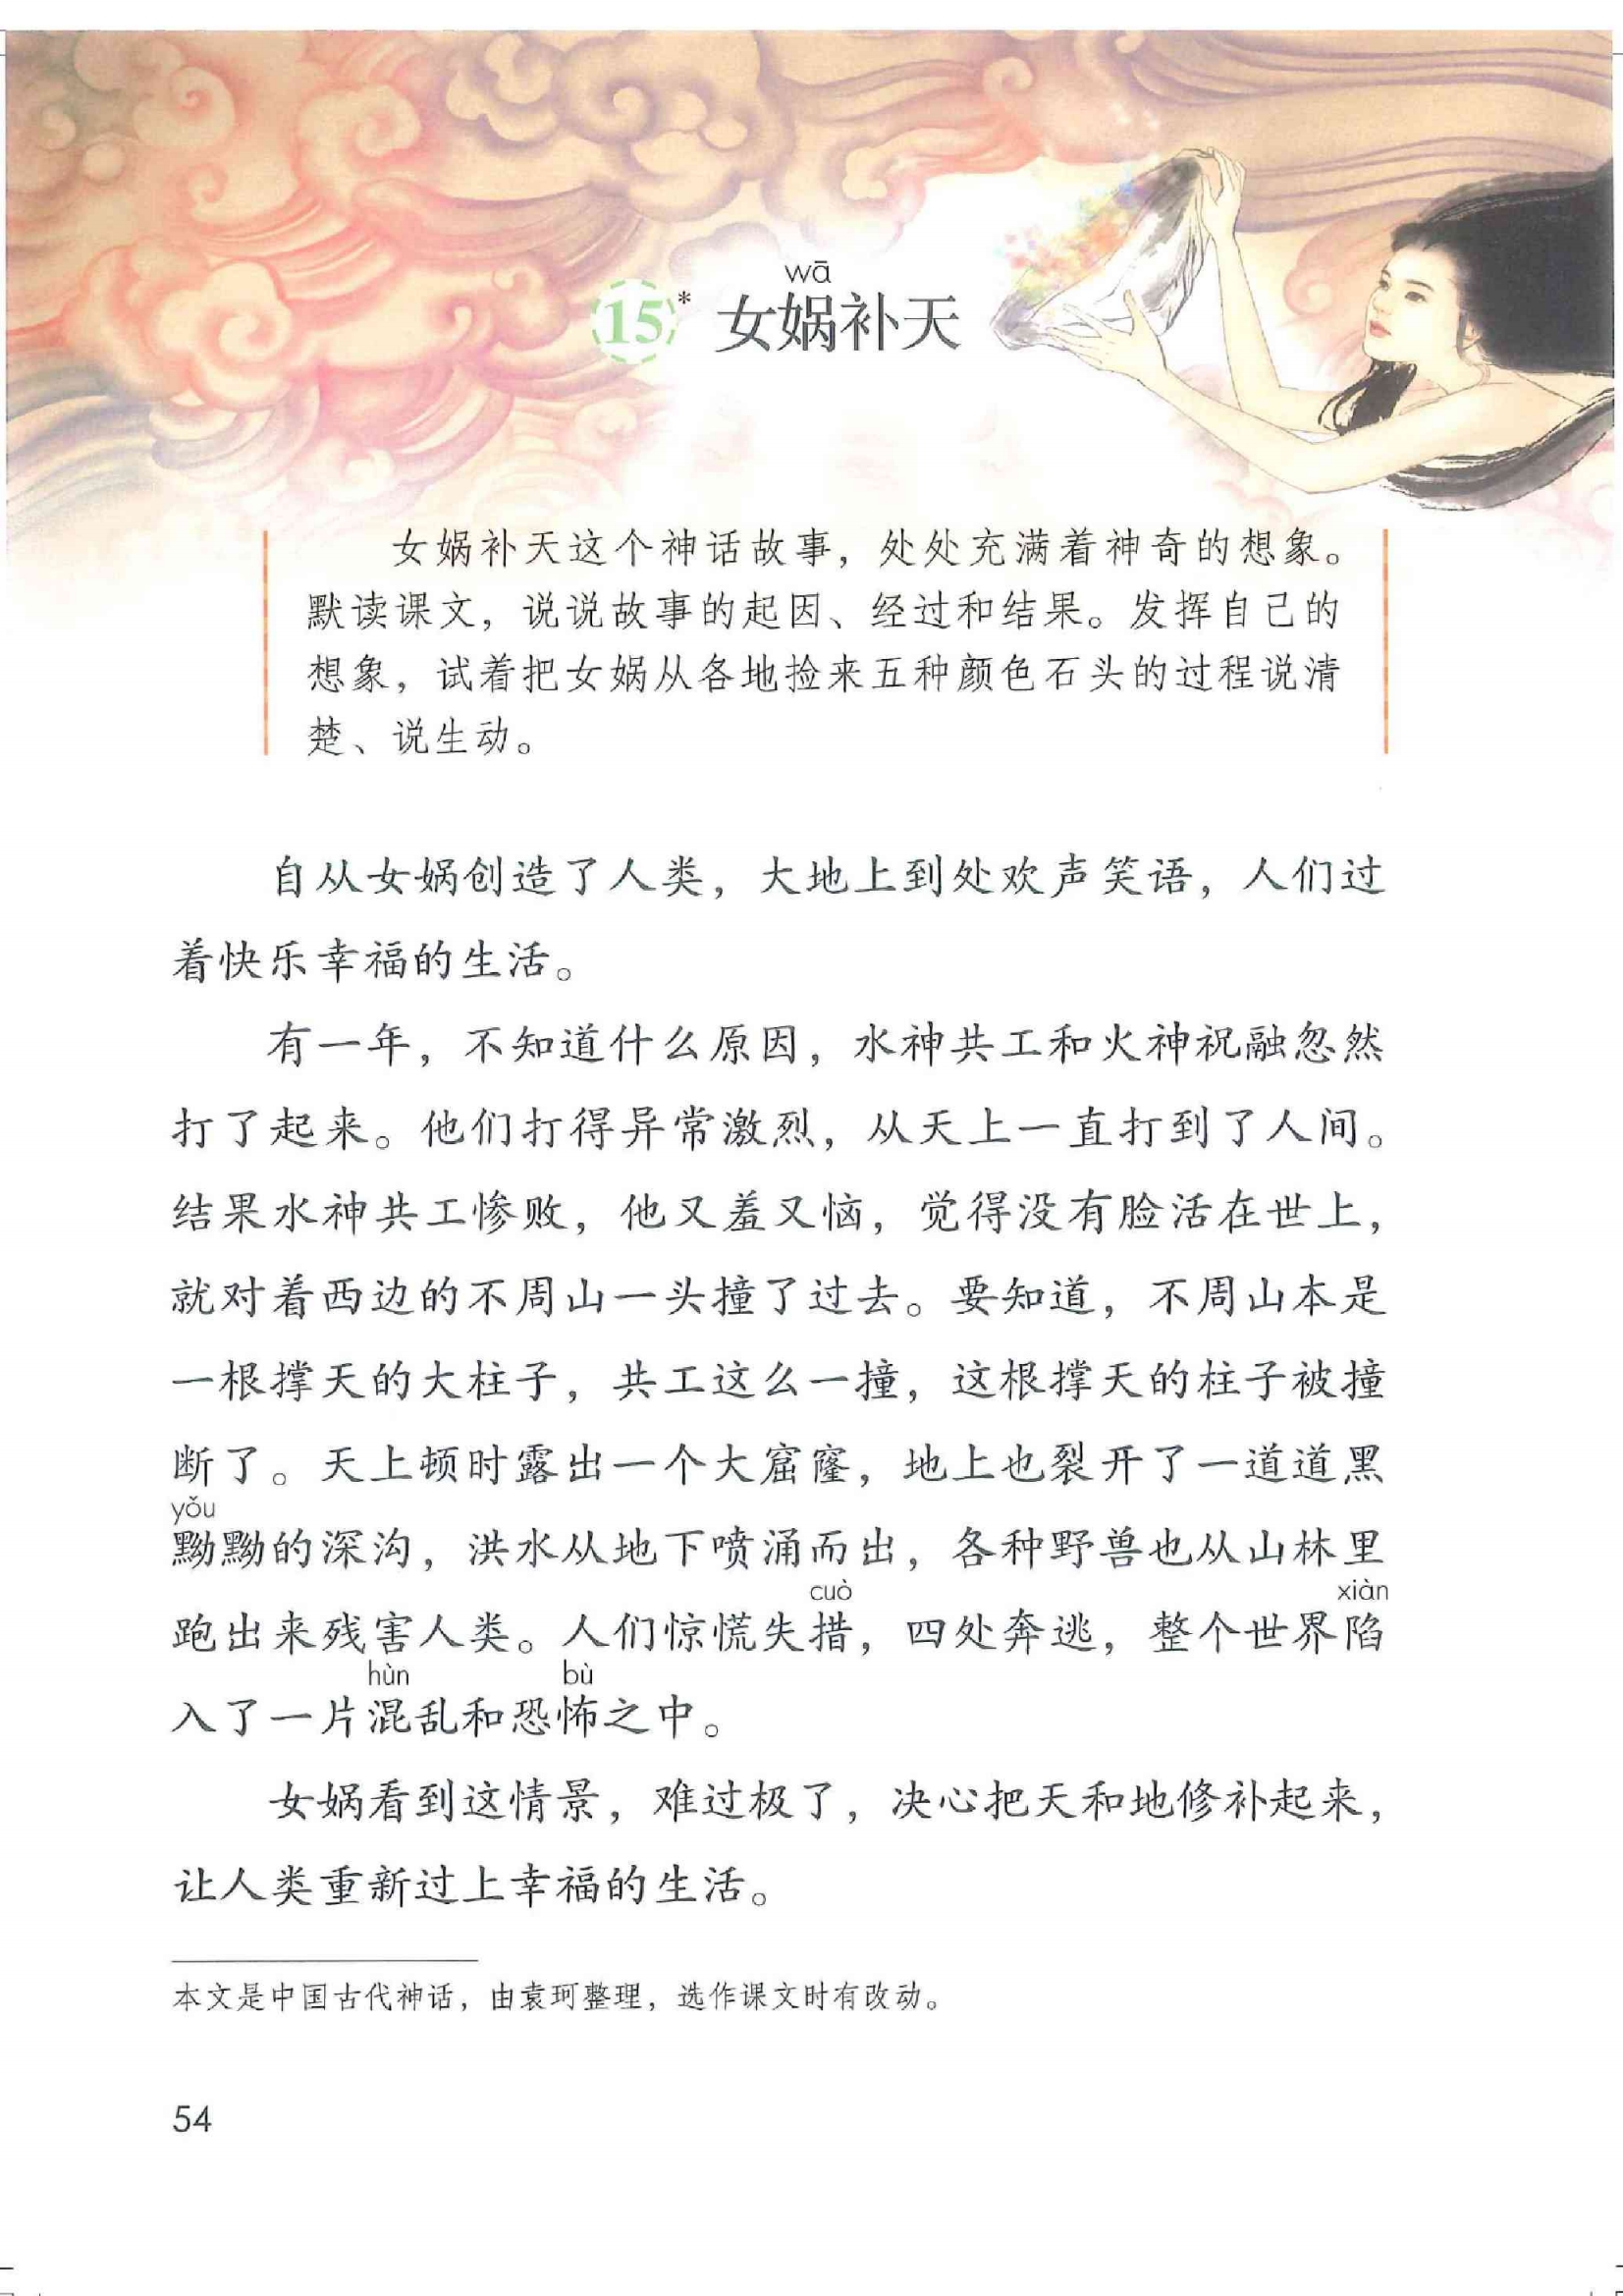 wā
15* 女娲补天
女娲补天这个神话故事，处处充满着神奇的想象。
默读课文，说说故事的起因、经过和结果。发挥自己的
想象，试着把女娲从各地捡来五种颜色石头的过程说清
楚、说生动。
自从女娲创造了人类，大地上到处欢声笑语，人们过
着快乐幸福的生活。
有一年，不知道什么原因，水神共工和火神祝融忽然
打了起来。他们打得异常激烈，从天上一直打到了人间。
结果水神共工惨败，他又羞又恼，觉得没有脸活在世上，
就对着西边的不周山一头撞了过去。要知道，不周山本是
一根撑天的大柱子，共工这么一撞，这根撑天的柱子被撞
断了。天上顿时露出一个大窟窿，地上也裂开了一道道黑
yǒu
黝黝的深沟，洪水从地下喷涌而出，各种野兽也从山林里
cuò xiàn
跑出来残害人类。人们惊慌失措，四处奔逃，整个世界陷
hùn bù
入了一片混乱和恐怖之中。
女娲看到这情景，难过极了，决心把天和地修补起来，
让人类重新过上幸福的生活。
本文是中国古代神话，由袁珂整理，选作课文时有改动。
54